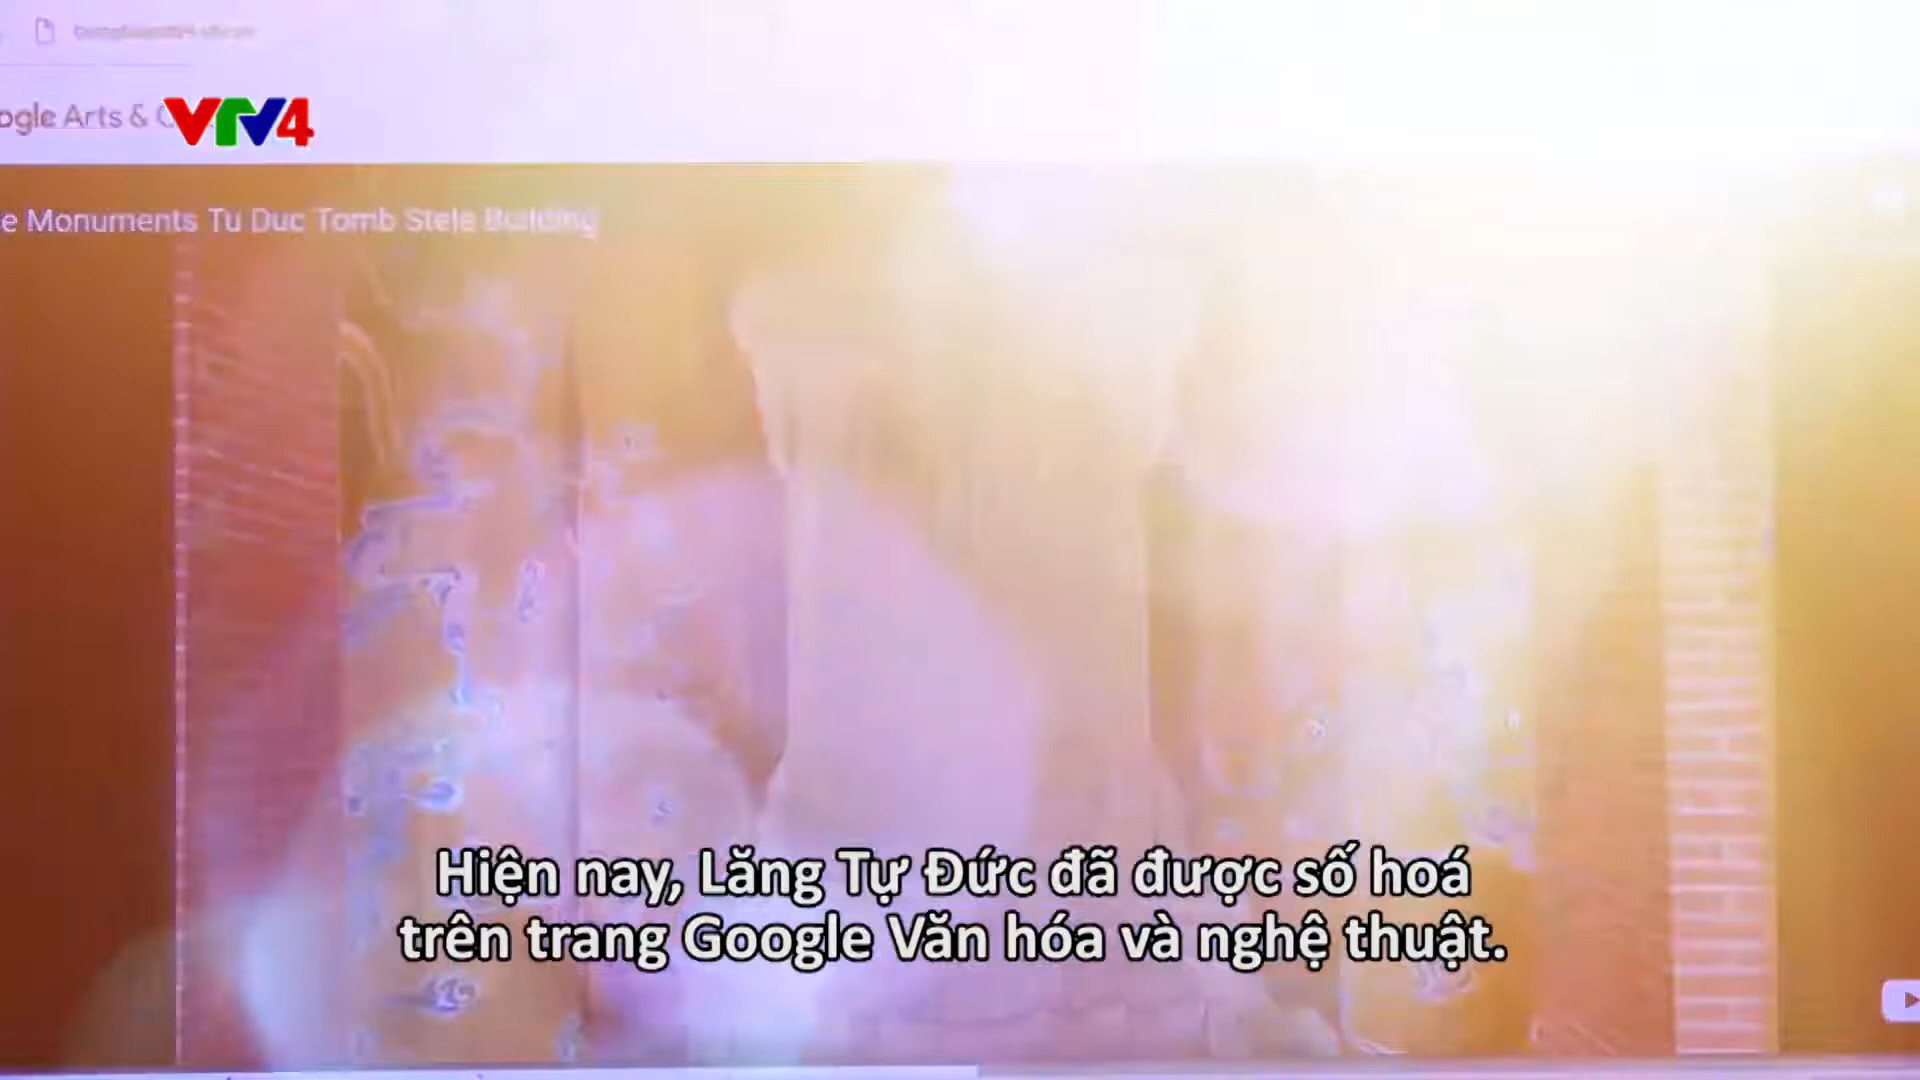 ogle Arts & C
VTV4
e Monuments Tu Duc Tomb Stele Building
Hiện nay, Lăng Tự Đức đã được số hoá
trên trang Google Văn hóa và nghệ thuật.